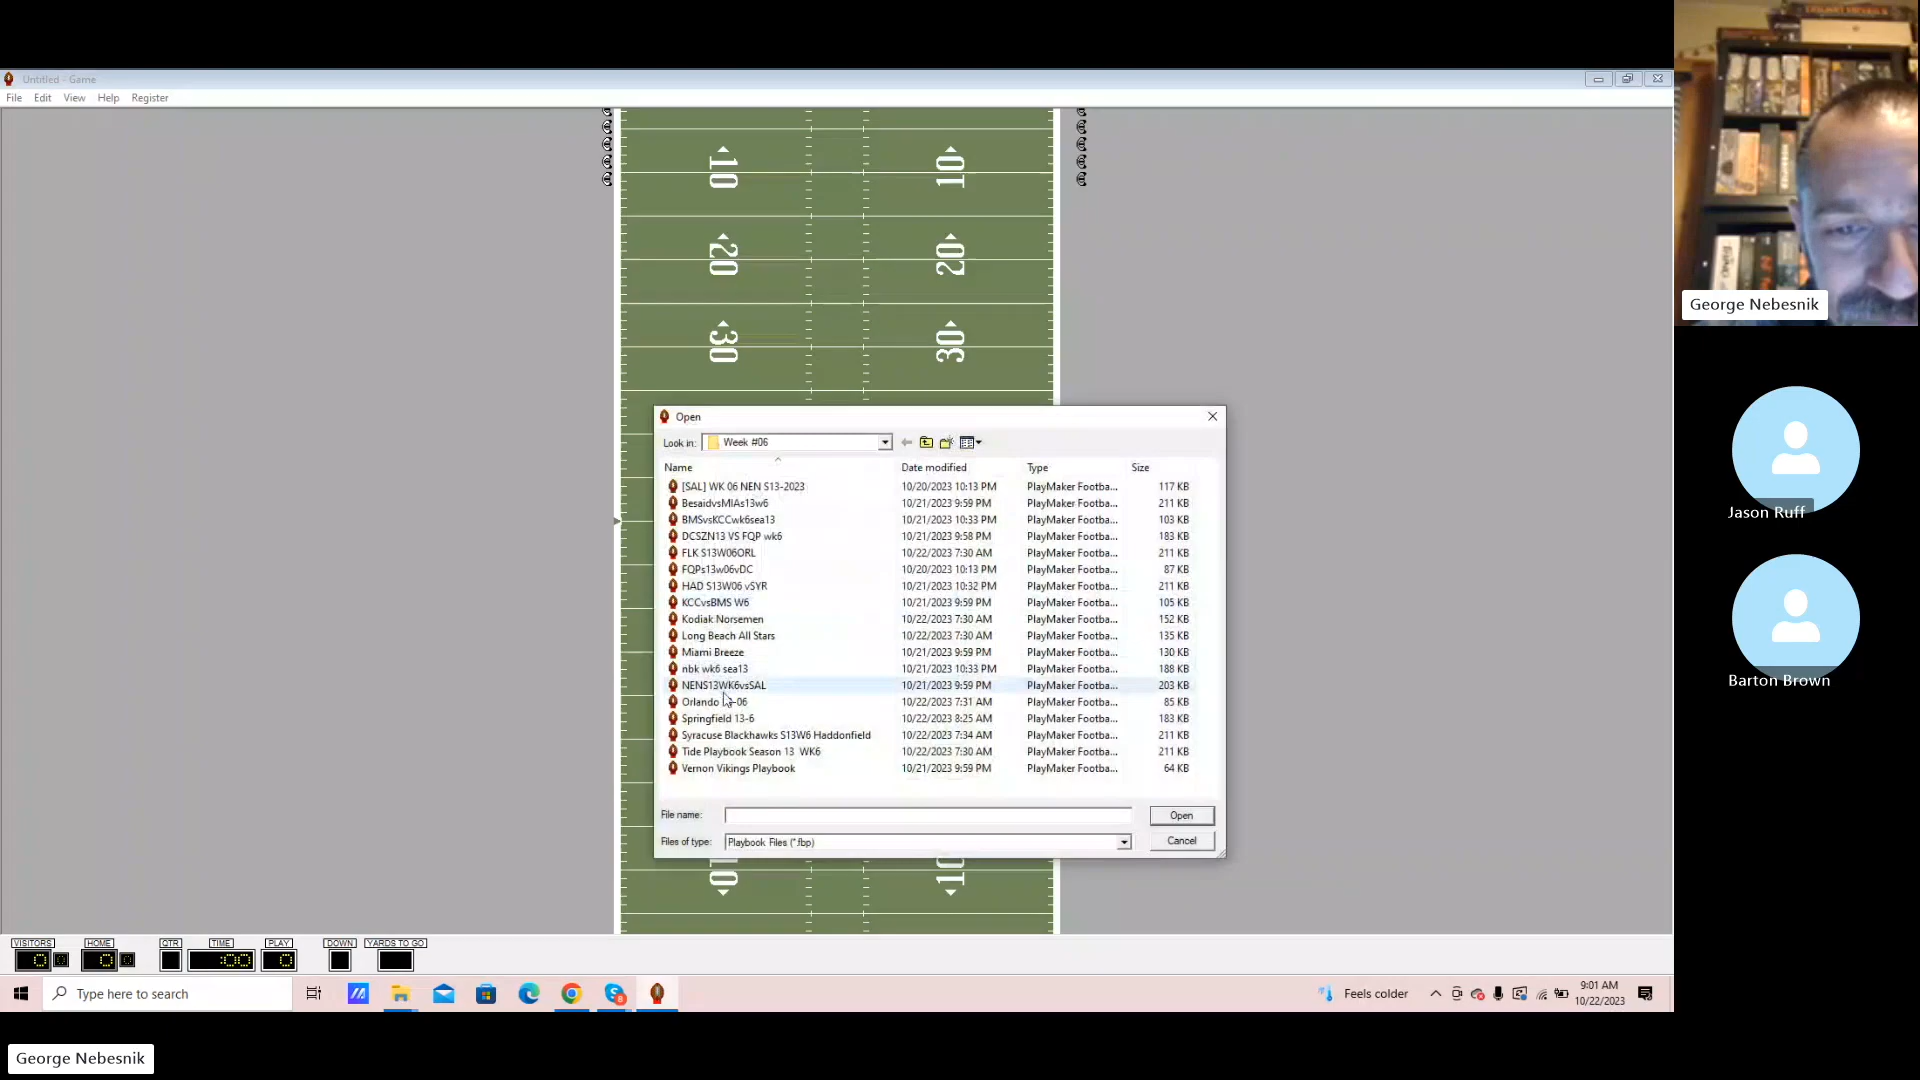 Untitled - Game
File Edit View Help Register
10 10
20 20
30 30
Open
Look in: Week #06
Name Date modified Type Size
[SAL] WK 06 NEN S13-2023 10/20/2023 10:13 PM PlayMaker Footba... 117 KB
BesaidvsMIAs13w6 10/21/2023 9:59 PM PlayMaker Footba... 211 KB
BMSvsKCCwk6sea13 10/21/2023 10:33 PM PlayMaker Footba... 103 KB
DCSZN13 VS FQP wk6 10/21/2023 9:58 PM PlayMaker Footba... 183 KB
FLK S13W06ORL 10/22/2023 7:30 AM PlayMaker Footba... 211 KB
FQPs13w06vDC 10/20/2023 10:13 PM PlayMaker Footba... 87 KB
HAD S13W06 vSYR 10/21/2023 10:32 PM PlayMaker Footba... 211 KB
KCCvsBMS W6 10/21/2023 9:59 PM PlayMaker Footba... 105 KB
Kodiak Norsemen 10/22/2023 7:30 AM PlayMaker Footba... 152 KB
Long Beach All Stars 10/22/2023 7:30 AM PlayMaker Footba... 135 KB
Miami Breeze 10/21/2023 9:59 PM PlayMaker Footba... 130 KB
nbk wk6 sea13 10/21/2023 10:33 PM PlayMaker Footba... 188 KB
NENS13WK6vsSAL 10/21/2023 9:59 PM PlayMaker Footba... 203 KB
Orlando -06 10/22/2023 7:31 AM PlayMaker Footba... 85 KB
Springfield 13-6 10/22/2023 8:25 AM PlayMaker Footba... 183 KB
Syracuse Blackhawks S13W6 Haddonfield 10/22/2023 7:34 AM PlayMaker Footba... 211 KB
Tide Playbook Season 13 WK6 10/22/2023 7:30 AM PlayMaker Footba... 211 KB
Vernon Vikings Playbook 10/21/2023 9:59 PM PlayMaker Footba... 64 KB
File name: Open
Files of type: Playbook Files (*.fbp) Cancel
10 10
VISITORS HOME QTR TIME PLAY DOWN YARDS TO GO
0 0 0 0 :00 0
Type here to search
Feels colder
9:01 AM
10/22/2023
George Nebesnik
Jason Ruff
Barton Brown
George Nebesnik